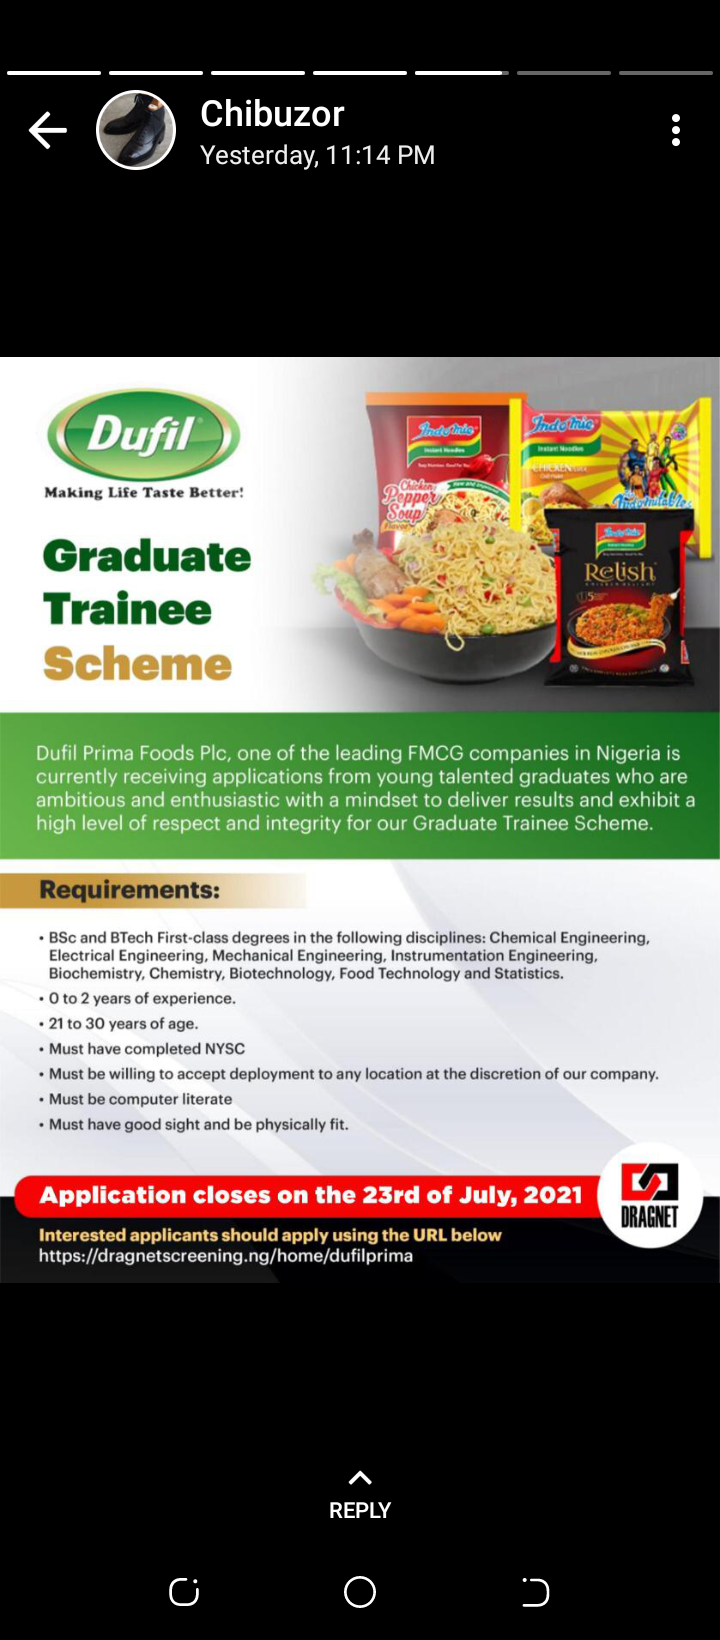 Chibuzor
Yesterday, 11:14 PM
Dufil
Making Life Taste Better!
Graduate
Trainee
Scheme
Indomie
Instant Noodles
Chicken
Pepper
Soup
Flavour
Indomie
Instant Noodles
CHICKEN
Indomitables
Indomie
Relish
Dufil Prima Foods Plc, one of the leading FMCG companies in Nigeria is
currently receiving applications from young talented graduates who are
ambitious and enthusiastic with a mindset to deliver results and exhibit a
high level of respect and integrity for our Graduate Trainee Scheme.
Requirements:
• BSc and BTech First-class degrees in the following disciplines: Chemical Engineering,
Electrical Engineering, Mechanical Engineering, Instrumentation Engineering,
Biochemistry, Chemistry, Biotechnology, Food Technology and Statistics.
• 0 to 2 years of experience.
• 21 to 30 years of age.
• Must have completed NYSC
• Must be willing to accept deployment to any location at the discretion of our company.
• Must be computer literate
• Must have good sight and be physically fit.
Application closes on the 23rd of July, 2021
DRAGNET
Interested applicants should apply using the URL below
https://dragnetscreening.ng/home/dufilprima
REPLY